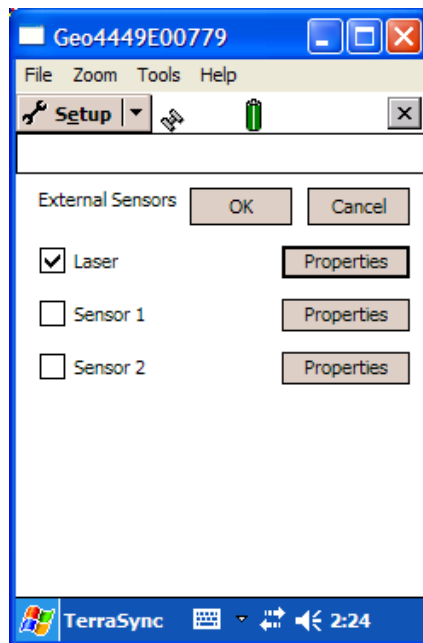 Geo4449E00779
File Zoom Tools Help
Setup
External Sensors OK Cancel
Laser Properties
Sensor 1 Properties
Sensor 2 Properties
TerraSync 2:24